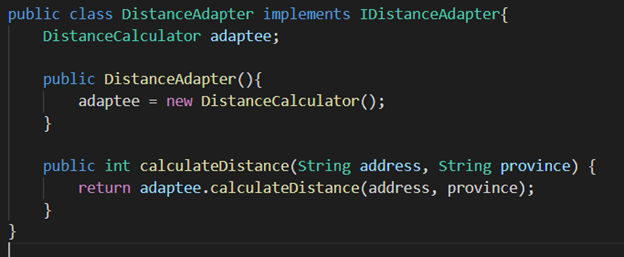 public class DistanceAdapter implements IDistanceAdapter{
    DistanceCalculator adaptee;
    public DistanceAdapter(){
        adaptee = new DistanceCalculator();
    }
    public int calculateDistance(String address, String province) {
        return adaptee.calculateDistance(address, province);
    }
}